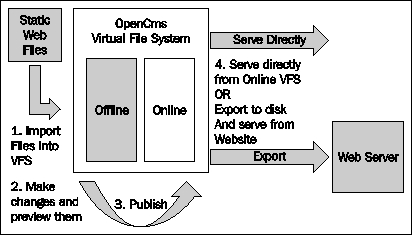 Static
Web
Files
OpenCms
Virtual File System
Offline
Online
1. Import
Files into
VFS
2. Make
changes and
preview them
3. Publish
Serve Directly
4. Serve directly
from Online VFS
OR
Export to disk
And serve from
Website
Export
Web Server